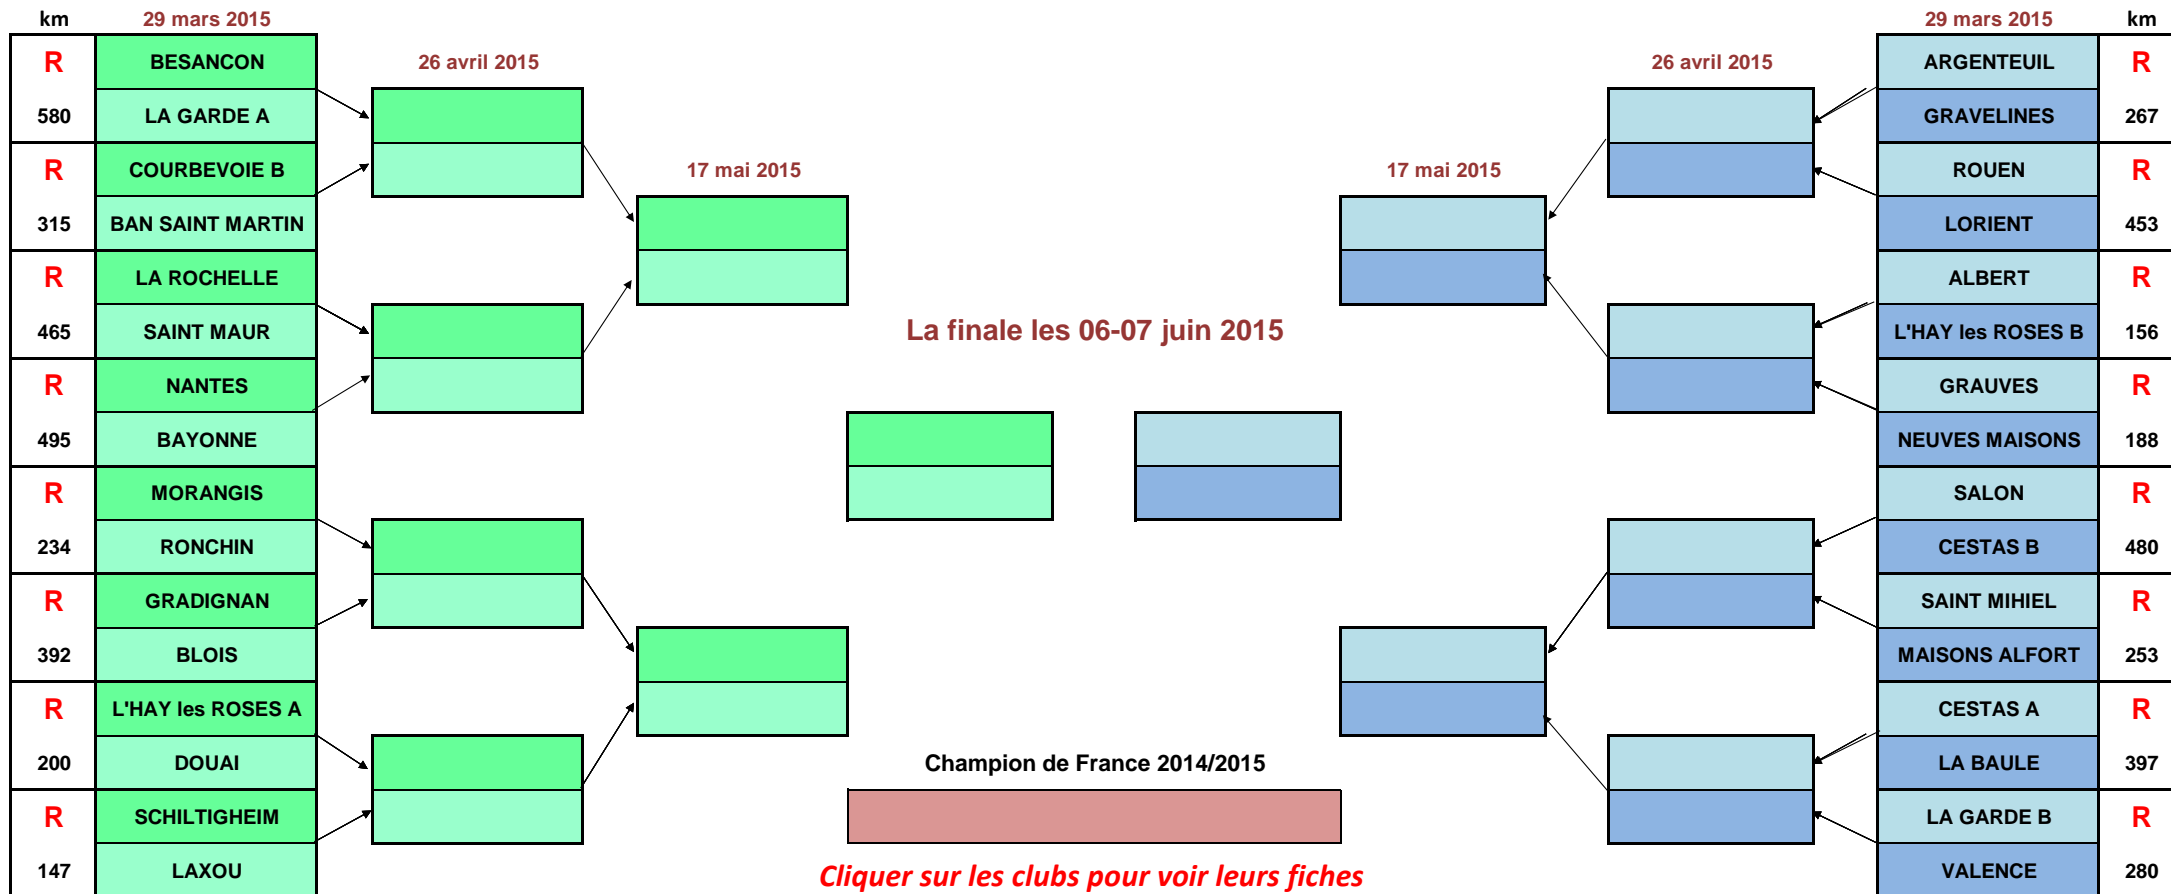 km 29 mars 2015 29 mars 2015 km
R BESANCON 26 avril 2015 26 avril 2015 ARGENTEUIL R
580 LA GARDE A GRAVELINES 267
R COURBEVOIE B 17 mai 2015 17 mai 2015 ROUEN R
315 BAN SAINT MARTIN LORIENT 453
R LA ROCHELLE ALBERT R
465 SAINT MAUR La finale les 06-07 juin 2015 L'HAY les ROSES B 156
R NANTES GRAUVES R
495 BAYONNE NEUVES MAISONS 188
R MORANGIS SALON R
234 RONCHIN CESTAS B 480
R GRADIGNAN SAINT MIHIEL R
392 BLOIS MAISONS ALFORT 253
R L'HAY les ROSES A CESTAS A R
200 DOUAI Champion de France 2014/2015 LA BAULE 397
R SCHILTIGHEIM LA GARDE B R
147 LAXOU Cliquer sur les clubs pour voir leurs fiches VALENCE 280